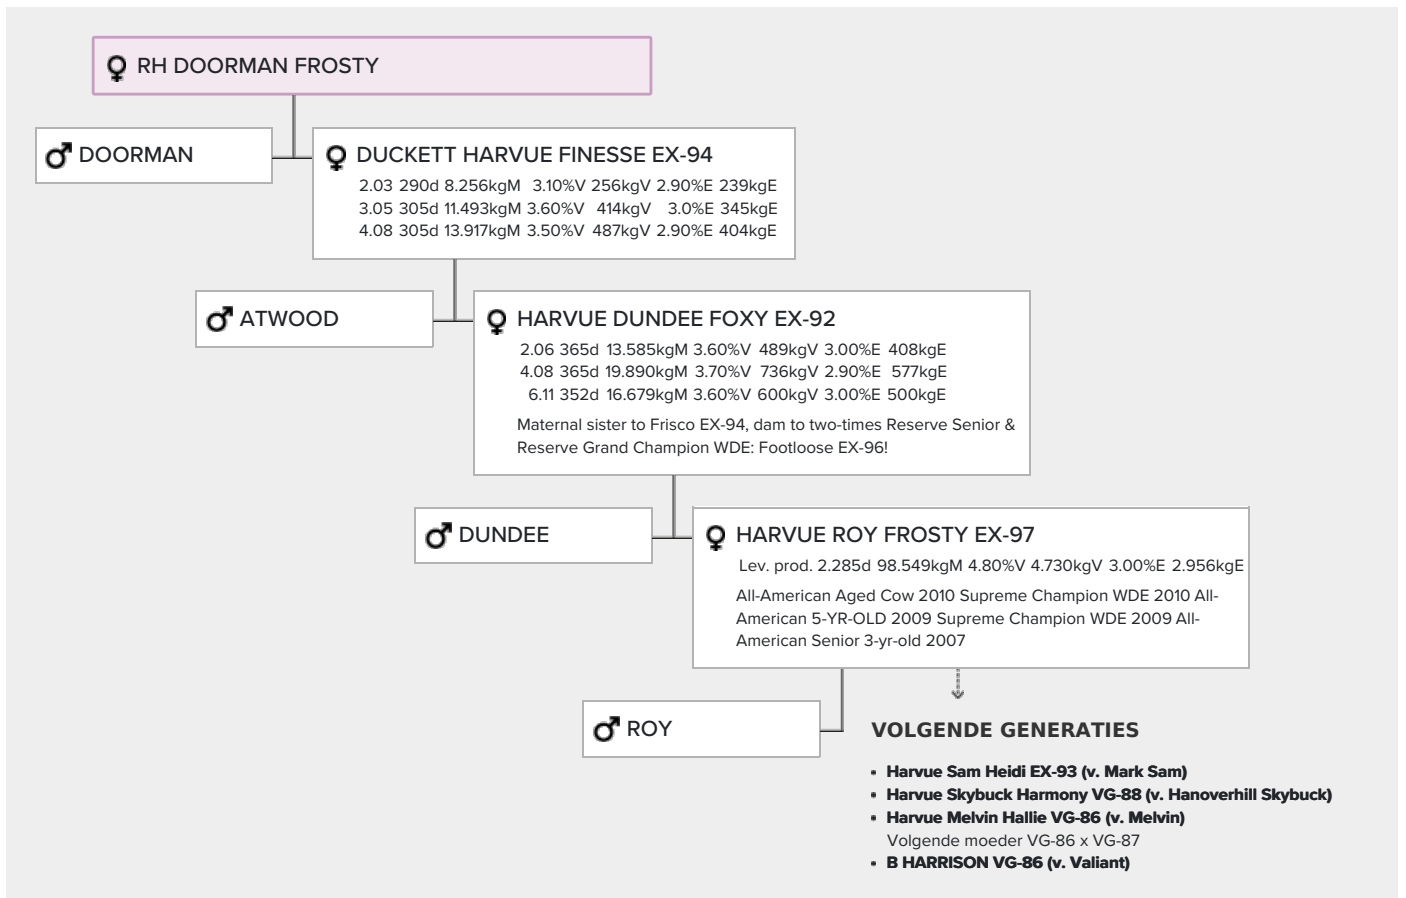 RH DOORMAN FROSTY
DOORMAN
DUCKETT HARVUE FINESSE EX-94
2.03 290d 8.256kgM 3.10%V 256kgV 2.90%E 239kgE
3.05 305d 11.493kgM 3.60%V 414kgV 3.0%E 345kgE
4.08 305d 13.917kgM 3.50%V 487kgV 2.90%E 404kgE
ATWOOD
HARVUE DUNDEE FOXY EX-92
2.06 365d 13.585kgM 3.60%V 489kgV 3.00%E 408kgE
4.08 365d 19.890kgM 3.70%V 736kgV 2.90%E 577kgE
6.11 352d 16.679kgM 3.60%V 600kgV 3.00%E 500kgE
Maternal sister to Frisco EX-94, dam to two-times Reserve Senior &
Reserve Grand Champion WDE: Footloose EX-96!
DUNDEE
HARVUE ROY FROSTY EX-97
Lev. prod. 2.285d 98.549kgM 4.80%V 4.730kgV 3.00%E 2.956kgE
All-American Aged Cow 2010 Supreme Champion WDE 2010 All-
American 5-YR-OLD 2009 Supreme Champion WDE 2009 All-
American Senior 3-yr-old 2007
ROY
VOLGENDE GENERATIES
• Harvue Sam Heidi EX-93 (v. Mark Sam)
• Harvue Skybuck Harmony VG-88 (v. Hanoverhill Skybuck)
• Harvue Melvin Hallie VG-86 (v. Melvin)
Volgende moeder VG-86 x VG-87
• B HARRISON VG-86 (v. Valiant)